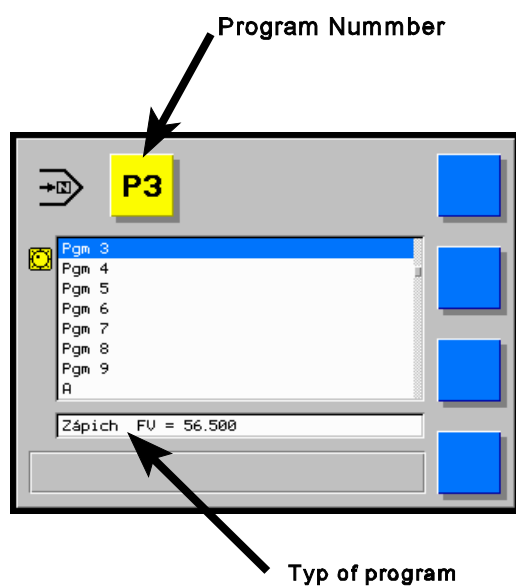 Program Nummber
N
P3
Pgm 3
Pgm 4
Pgm 5
Pgm 6
Pgm 7
Pgm 8
Pgm 9
A
Zápich FV = 56.500
Typ of program